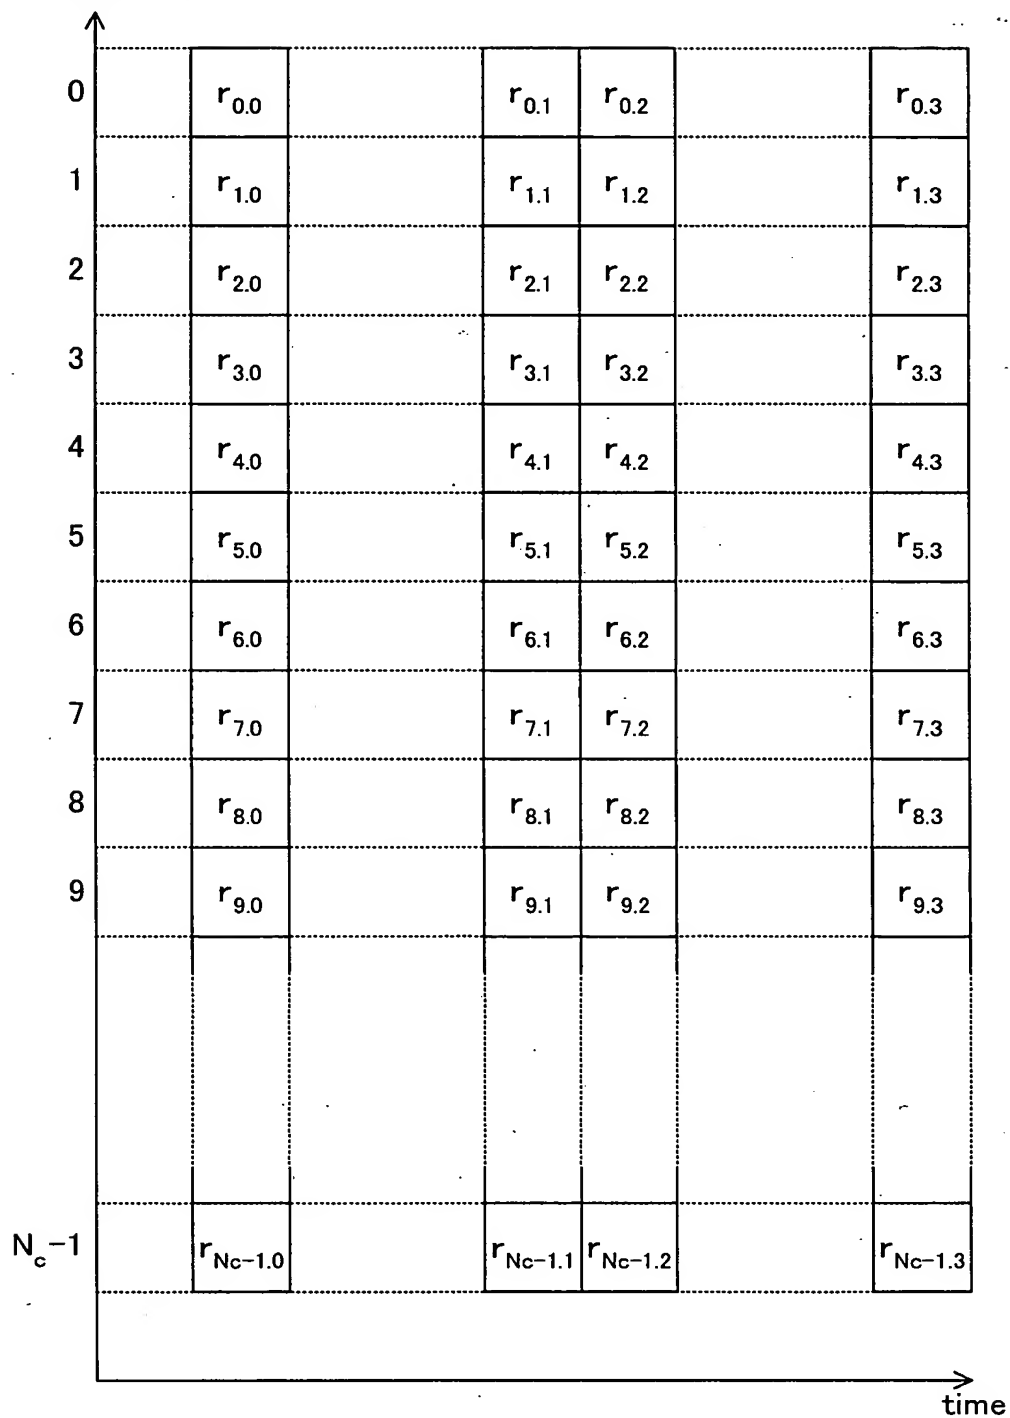 0 r0.0 r0.1 r0.2 r0.3
1 r1.0 r1.1 r1.2 r1.3
2 r2.0 r2.1 r2.2 r2.3
3 r3.0 r3.1 r3.2 r3.3
4 r4.0 r4.1 r4.2 r4.3
5 r5.0 r5.1 r5.2 r5.3
6 r6.0 r6.1 r6.2 r6.3
7 r7.0 r7.1 r7.2 r7.3
8 r8.0 r8.1 r8.2 r8.3
9 r9.0 r9.1 r9.2 r9.3
Nc-1 rNc-1.0 rNc-1.1 rNc-1.2 rNc-1.3
time